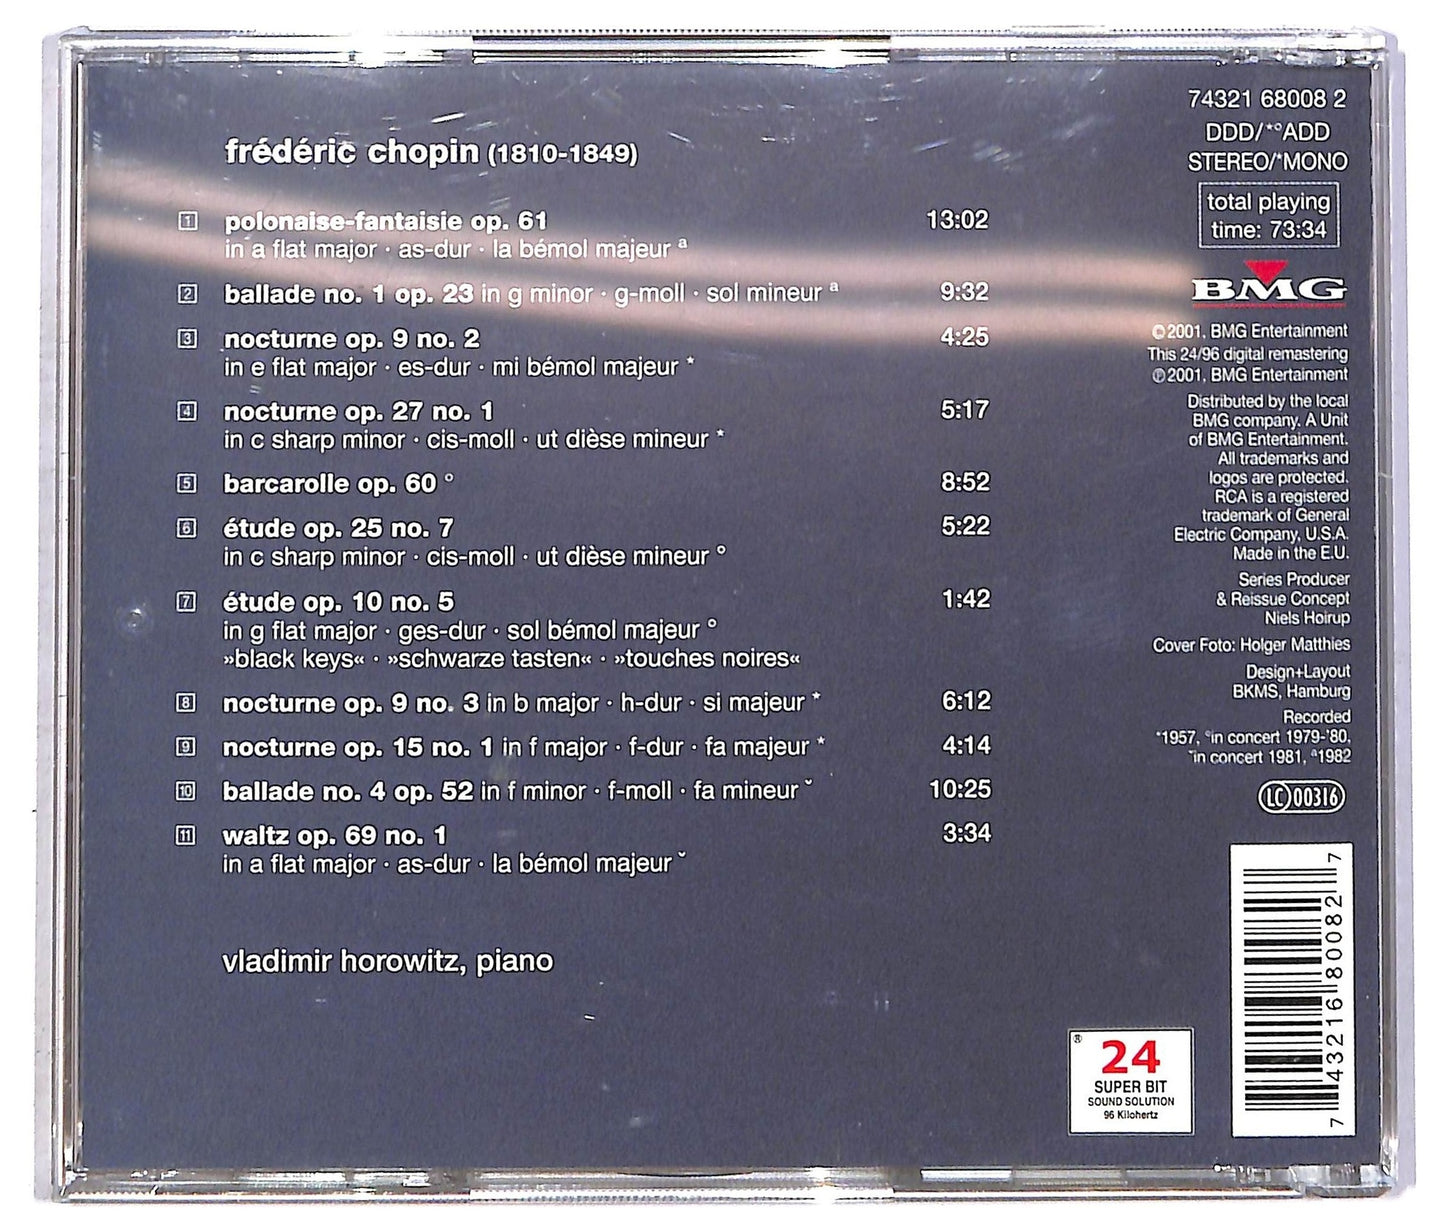 frédéric chopin (1810-1849)
1 polonaise-fantaisie op. 61 13:02
in a flat major · as-dur · la bémol majeur ª
2 ballade no. 1 op. 23 in g minor · g-moll · sol mineur ª 9:32
3 nocturne op. 9 no. 2 4:25
in e flat major · es-dur · mi bémol majeur *
4 nocturne op. 27 no. 1 5:17
in c sharp minor · cis-moll · ut dièse mineur *
5 barcarolle op. 60 ° 8:52
6 étude op. 25 no. 7 5:22
in c sharp minor · cis-moll · ut dièse mineur °
7 étude op. 10 no. 5 1:42
in g flat major · ges-dur · sol bémol majeur °
»black keys« · »schwarze tasten« · »touches noires«
8 nocturne op. 9 no. 3 in b major · h-dur · si majeur * 6:12
9 nocturne op. 15 no. 1 in f major · f-dur · fa majeur * 4:14
10 ballade no. 4 op. 52 in f minor · f-moll · fa mineur ˇ 10:25
11 waltz op. 69 no. 1 3:34
in a flat major · as-dur · la bémol majeur ˇ
vladimir horowitz, piano
74321 68008 2
DDD/*°ADD
STEREO/*MONO
total playing
time: 73:34
BMG
©2001, BMG Entertainment
This 24/96 digital remastering
℗2001, BMG Entertainment
Distributed by the local
BMG company. A Unit
of BMG Entertainment.
All trademarks and
logos are protected.
RCA is a registered
trademark of General
Electric Company, U.S.A.
Made in the E.U.
Series Producer
& Reissue Concept
Niels Høirup
Cover Foto: Holger Matthies
Design+Layout
BKMS, Hamburg
Recorded
*1957, °in concert 1979-'80,
ˇin concert 1981, ª1982
LC 00316
7 43216 80082 7
®
24
SUPER BIT
SOUND SOLUTION
96 Kilohertz